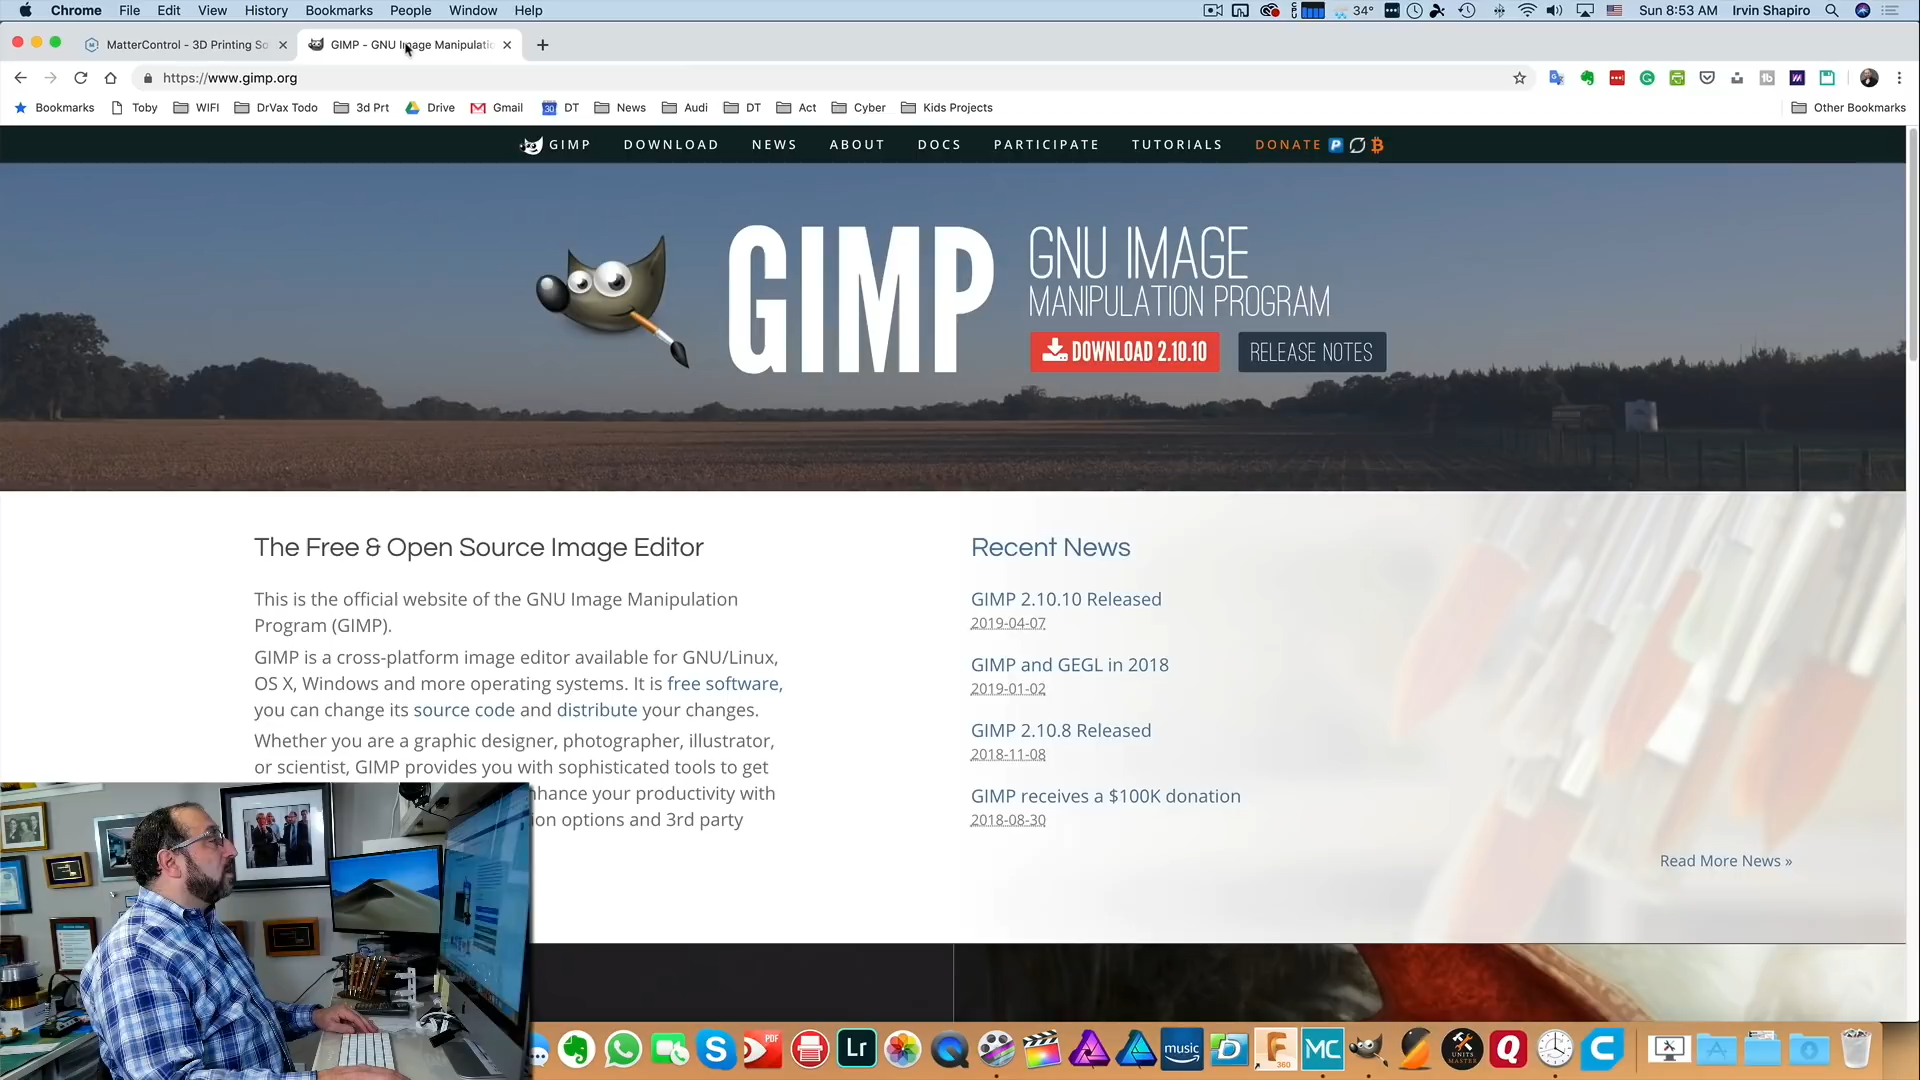 Chrome File Edit View History Bookmarks People Window Help 34° Sun 8:53 AM Irvin Shapiro
MatterControl - 3D Printing So GIMP - GNU Image Manipulatio
https://www.gimp.org
Bookmarks Toby WIFI DrVax Todo 3d Prt Drive Gmail 30 DT News Audi DT Act Cyber Kids Projects Other Bookmarks
GIMP DOWNLOAD NEWS ABOUT DOCS PARTICIPATE TUTORIALS DONATE
GIMP
GNU IMAGE
MANIPULATION PROGRAM
DOWNLOAD 2.10.10 RELEASE NOTES
The Free & Open Source Image Editor
This is the official website of the GNU Image Manipulation
Program (GIMP).
GIMP is a cross-platform image editor available for GNU/Linux,
OS X, Windows and more operating systems. It is free software,
you can change its source code and distribute your changes.
Whether you are a graphic designer, photographer, illustrator,
or scientist, GIMP provides you with sophisticated tools to get
nhance your productivity with
ion options and 3rd party
Recent News
GIMP 2.10.10 Released
2019-04-07
GIMP and GEGL in 2018
2019-01-02
GIMP 2.10.8 Released
2018-11-08
GIMP receives a $100K donation
2018-08-30
Read More News »
PDF Lr music D F 360 MC UNITS MASTER Q C